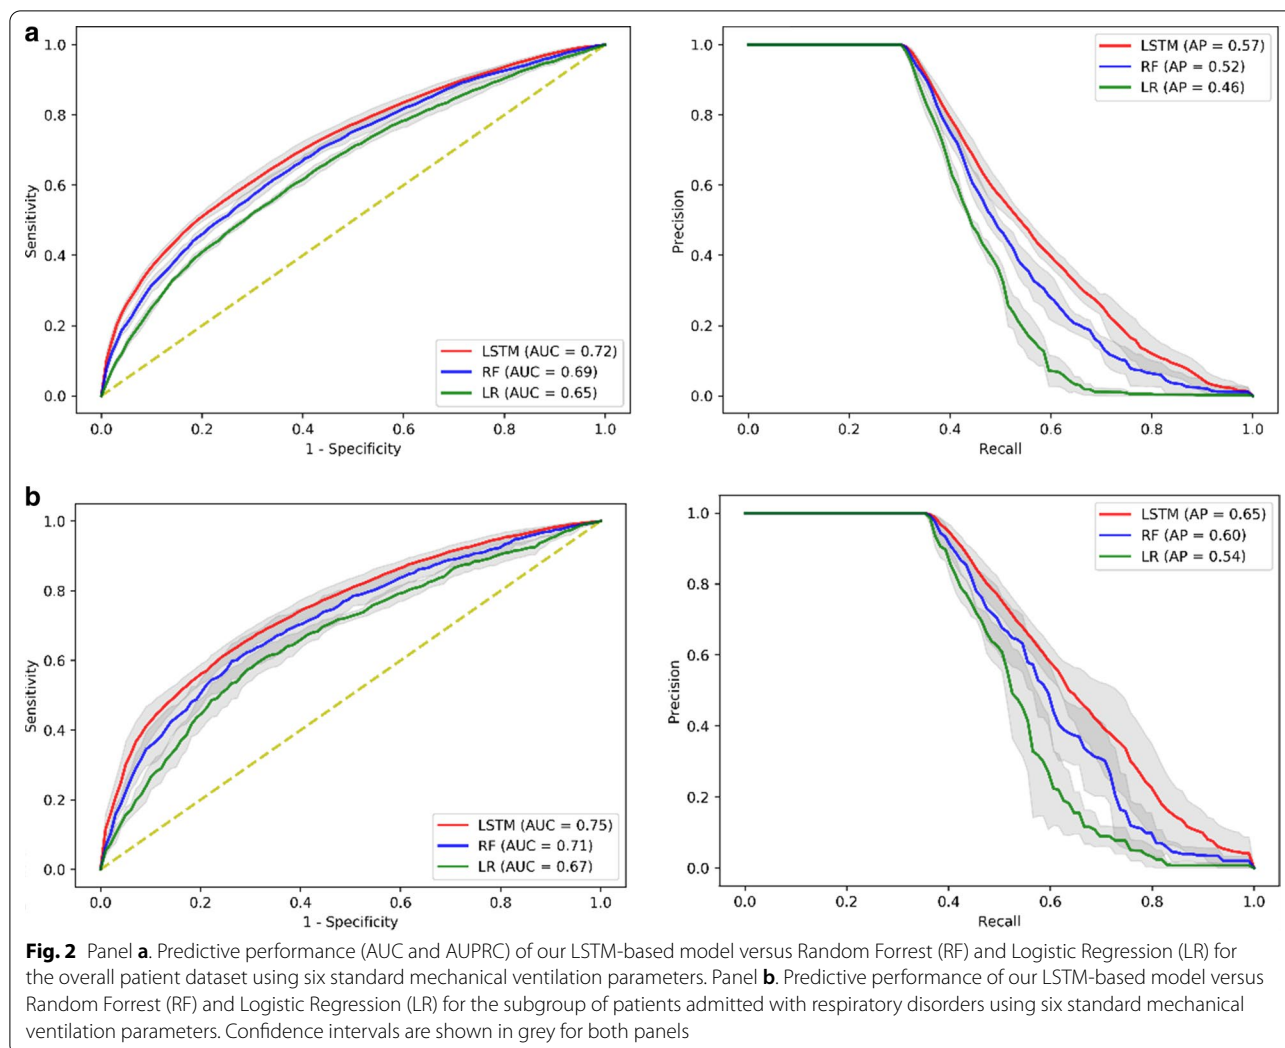 a
1.0
0.8
0.6
0.4
0.2
0.0
Sensitivity
0.0 0.2 0.4 0.6 0.8 1.0
1 - Specificity
LSTM (AUC = 0.72)
RF (AUC = 0.69)
LR (AUC = 0.65)
1.0
0.8
0.6
0.4
0.2
0.0
Precision
0.0 0.2 0.4 0.6 0.8 1.0
Recall
LSTM (AP = 0.57)
RF (AP = 0.52)
LR (AP = 0.46)
b
1.0
0.8
0.6
0.4
0.2
0.0
Sensitivity
0.0 0.2 0.4 0.6 0.8 1.0
1 - Specificity
LSTM (AUC = 0.75)
RF (AUC = 0.71)
LR (AUC = 0.67)
1.0
0.8
0.6
0.4
0.2
0.0
Precision
0.0 0.2 0.4 0.6 0.8 1.0
Recall
LSTM (AP = 0.65)
RF (AP = 0.60)
LR (AP = 0.54)
Fig. 2 Panel a. Predictive performance (AUC and AUPRC) of our LSTM-based model versus Random Forrest (RF) and Logistic Regression (LR) for
the overall patient dataset using six standard mechanical ventilation parameters. Panel b. Predictive performance of our LSTM-based model versus
Random Forrest (RF) and Logistic Regression (LR) for the subgroup of patients admitted with respiratory disorders using six standard mechanical
ventilation parameters. Confidence intervals are shown in grey for both panels